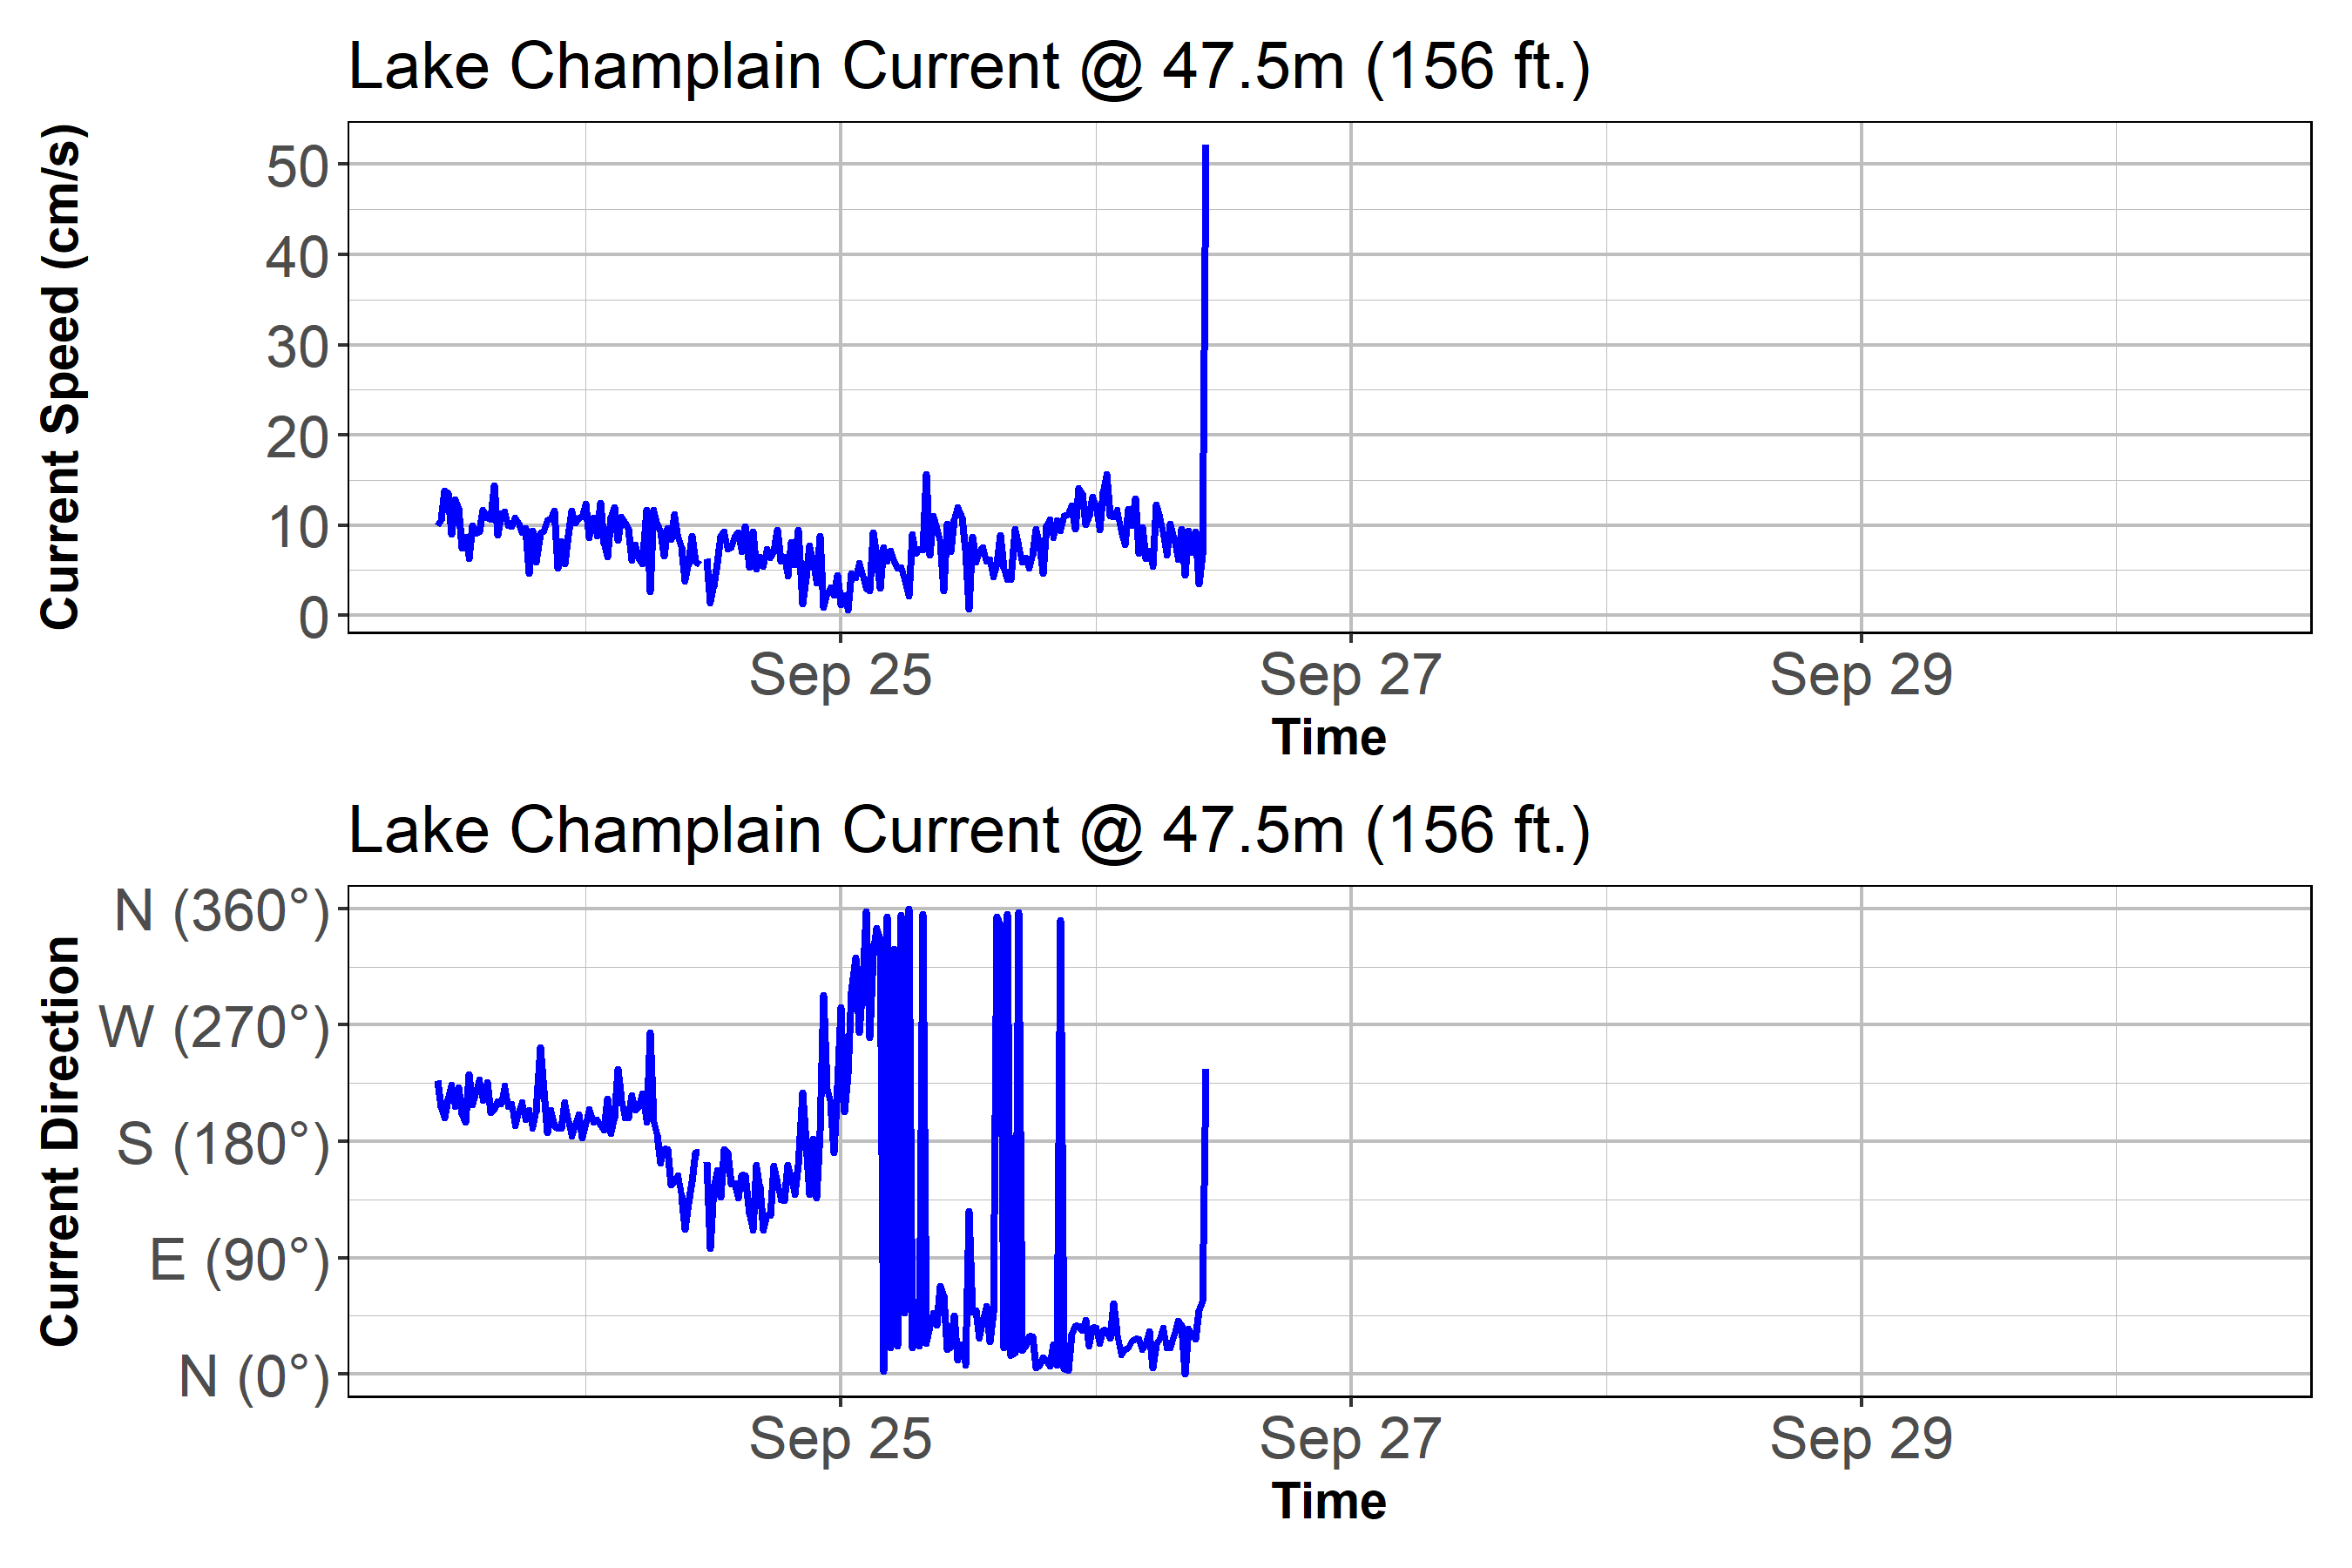 Lake Champlain Current @ 47.5m (156 ft.)
Current Speed (cm/s)
50
40
30
20
10
0
Sep 25 Sep 27 Sep 29
Time
Lake Champlain Current @ 47.5m (156 ft.)
Current Direction
N (360°)
W (270°)
S (180°)
E (90°)
N (0°)
Sep 25 Sep 27 Sep 29
Time